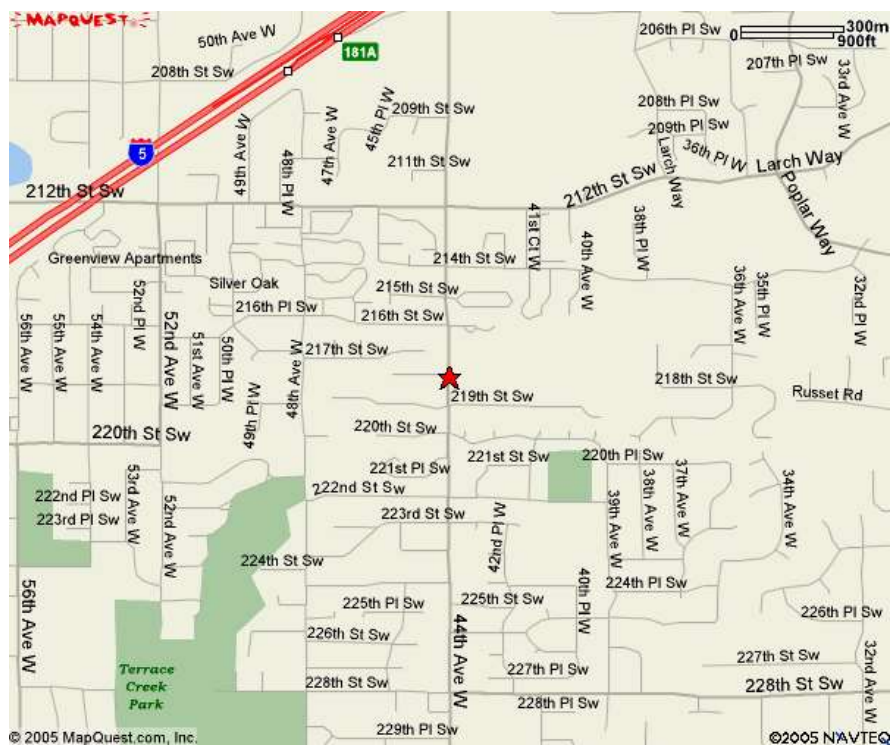 MAPQUEST
50th Ave W
181A
208th St Sw
206th Pl Sw
0 300m
900ft
207th Pl Sw
33rd Ave W
45th Pl W
209th St Sw
208th Pl Sw
209th Pl Sw
36th Pl W
5
49th Ave W
48th Pl W
47th Ave W
211th St Sw
Larch Way
Larch Way
212th St Sw
212th St Sw
Poplar Way
41st Ct W
40th Ave W
38th Pl W
Greenview Apartments
214th St Sw
Silver Oak
215th St Sw
36th Ave W
35th Pl W
32nd Pl W
52nd Pl W
216th Pl Sw
216th St Sw
56th Ave W
55th Ave W
54th Ave W
52nd Ave W
51st Ave W
50th Pl W
217th St Sw
48th Ave W
49th Pl W
218th St Sw
219th St Sw
Russet Rd
220th St Sw
220th St Sw
221st Pl Sw
221st St Sw
220th Pl Sw
222nd Pl Sw
53rd Ave W
52nd Ave W
222nd St Sw
39th Ave W
38th Ave W
37th Ave W
34th Ave W
223rd Pl Sw
223rd St Sw
42nd Pl W
224th St Sw
224th Pl Sw
56th Ave W
225th Pl Sw
225th St Sw
40th Pl W
226th Pl Sw
44th Ave W
226th St Sw
32nd Ave W
Terrace
Creek
Park
227th Pl Sw
227th St Sw
228th St Sw
228th St Sw
228th Pl Sw
229th Pl Sw
© 2005 MapQuest.com, Inc.
©2005 NAVTEQ